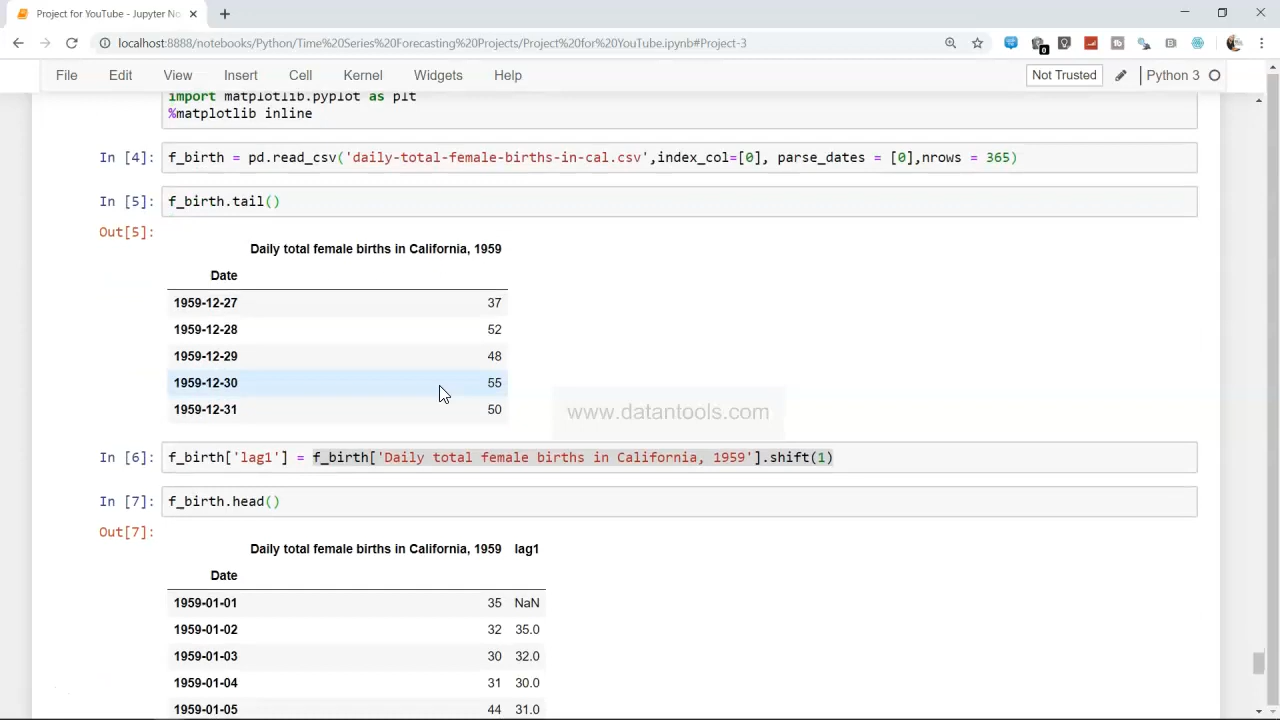 Project for YouTube - Jupyter No
localhost:8888/notebooks/Python/Time%20Series%20Forecasting%20Projects/Project%20for%20YouTube.ipynb#Project-3
File Edit View Insert Cell Kernel Widgets Help Not Trusted Python 3
import matplotlib.pyplot as plt
%matplotlib inline
In [4]: f_birth = pd.read_csv('daily-total-female-births-in-cal.csv',index_col=[0], parse_dates = [0],nrows = 365)
In [5]: f_birth.tail()
Out[5]:
Daily total female births in California, 1959
Date
1959-12-27 37
1959-12-28 52
1959-12-29 48
1959-12-30 55
www.datantools.com
1959-12-31 50
In [6]: f_birth['lag1'] = f_birth['Daily total female births in California, 1959'].shift(1)
In [7]: f_birth.head()
Out[7]:
Daily total female births in California, 1959 lag1
Date
1959-01-01 35 NaN
1959-01-02 32 35.0
1959-01-03 30 32.0
1959-01-04 31 30.0
1959-01-05 44 31.0